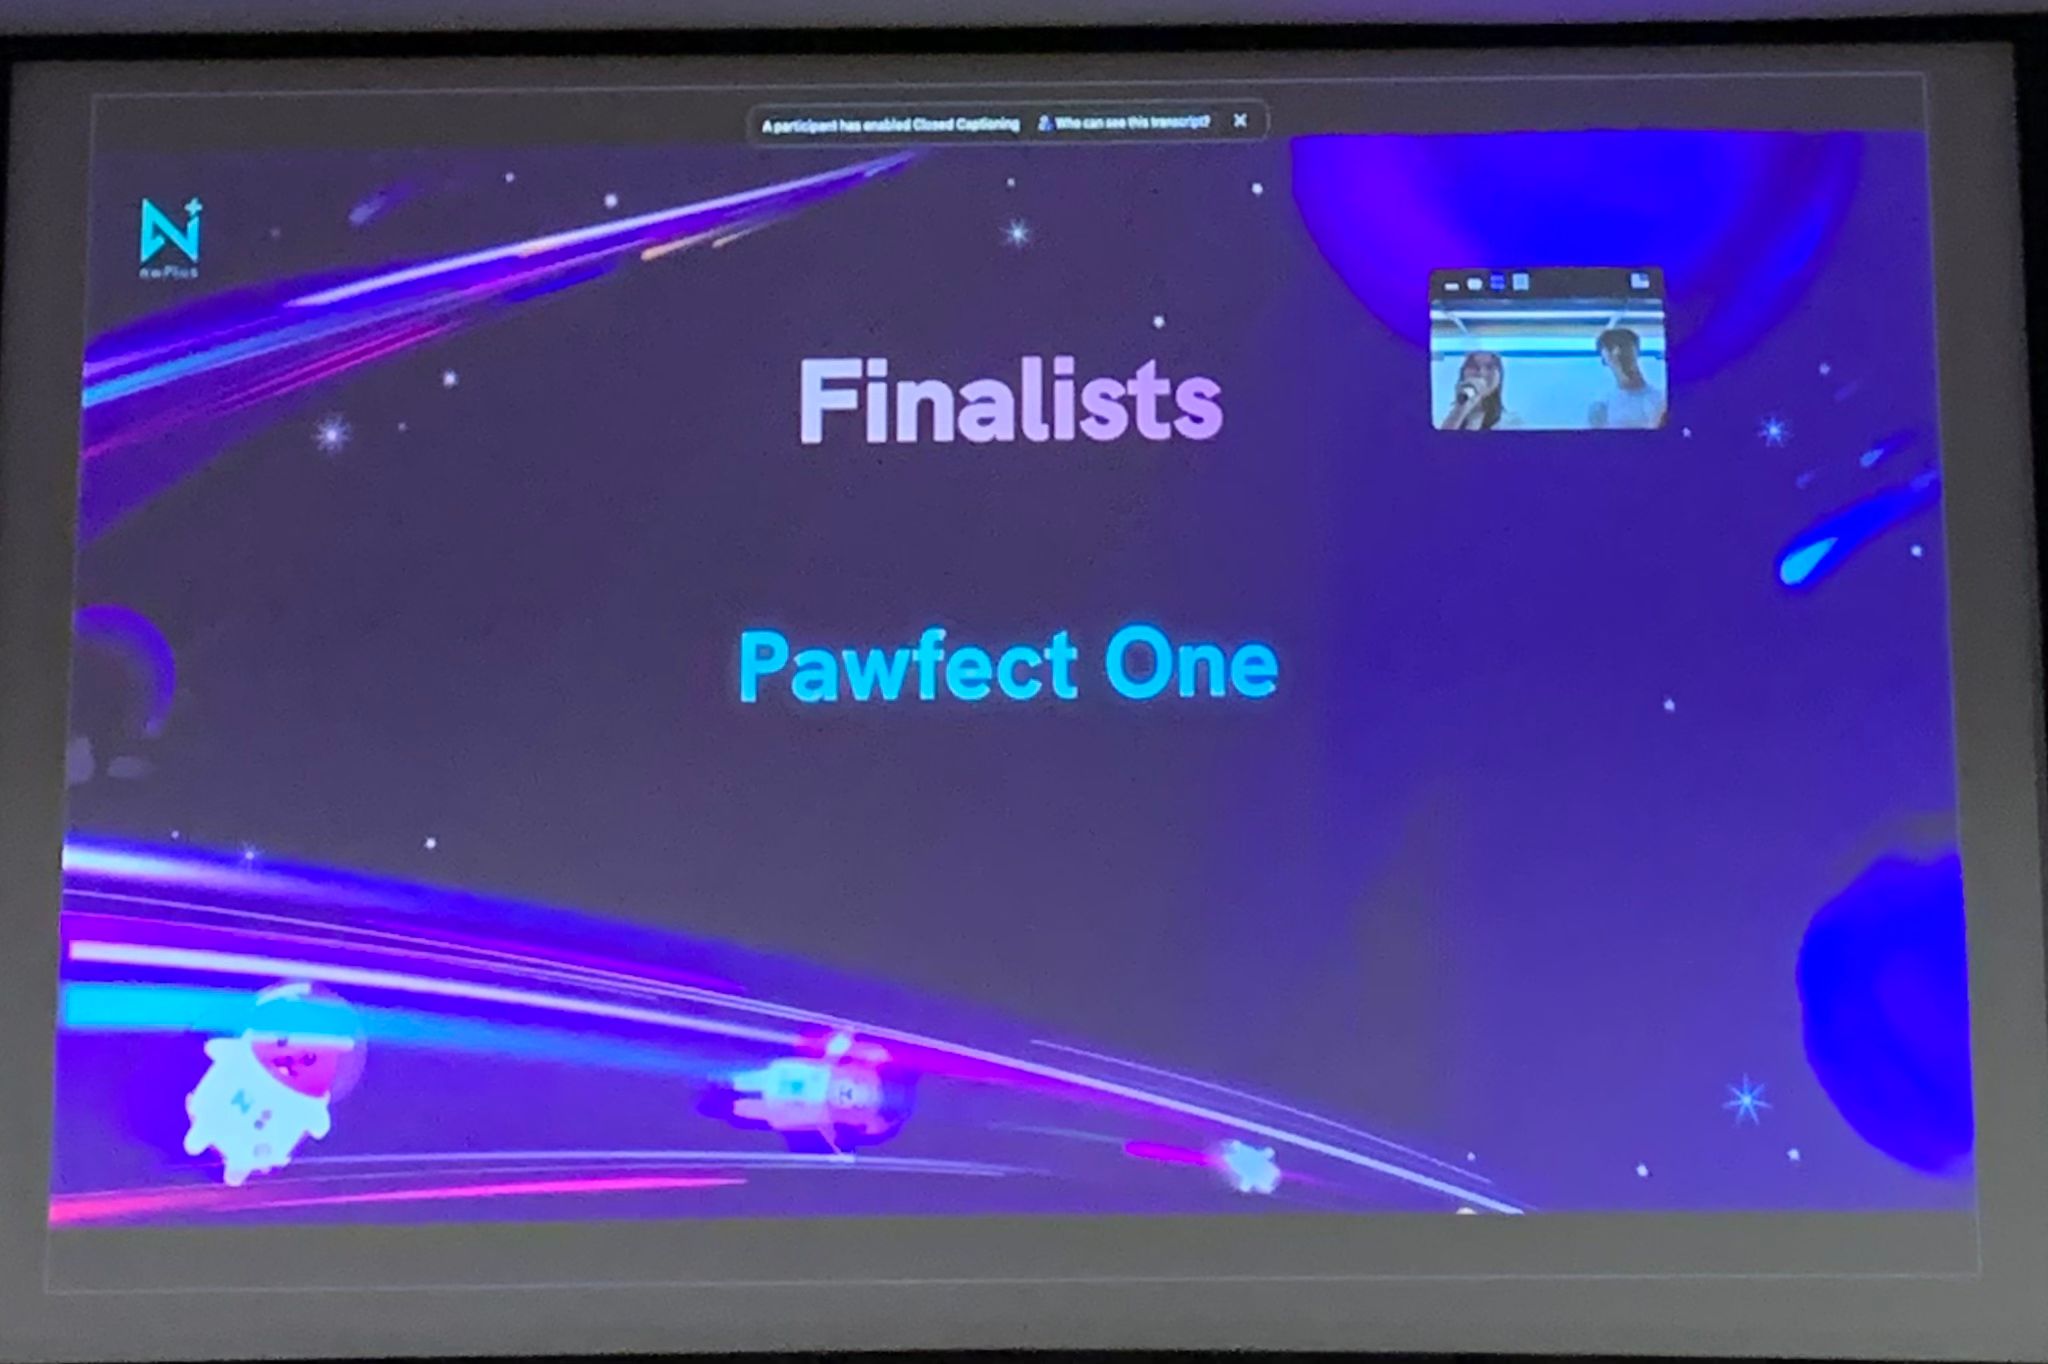 A participant has enabled Closed Captioning Who can see this transcript?
nwPlus
Finalists
Pawfect One